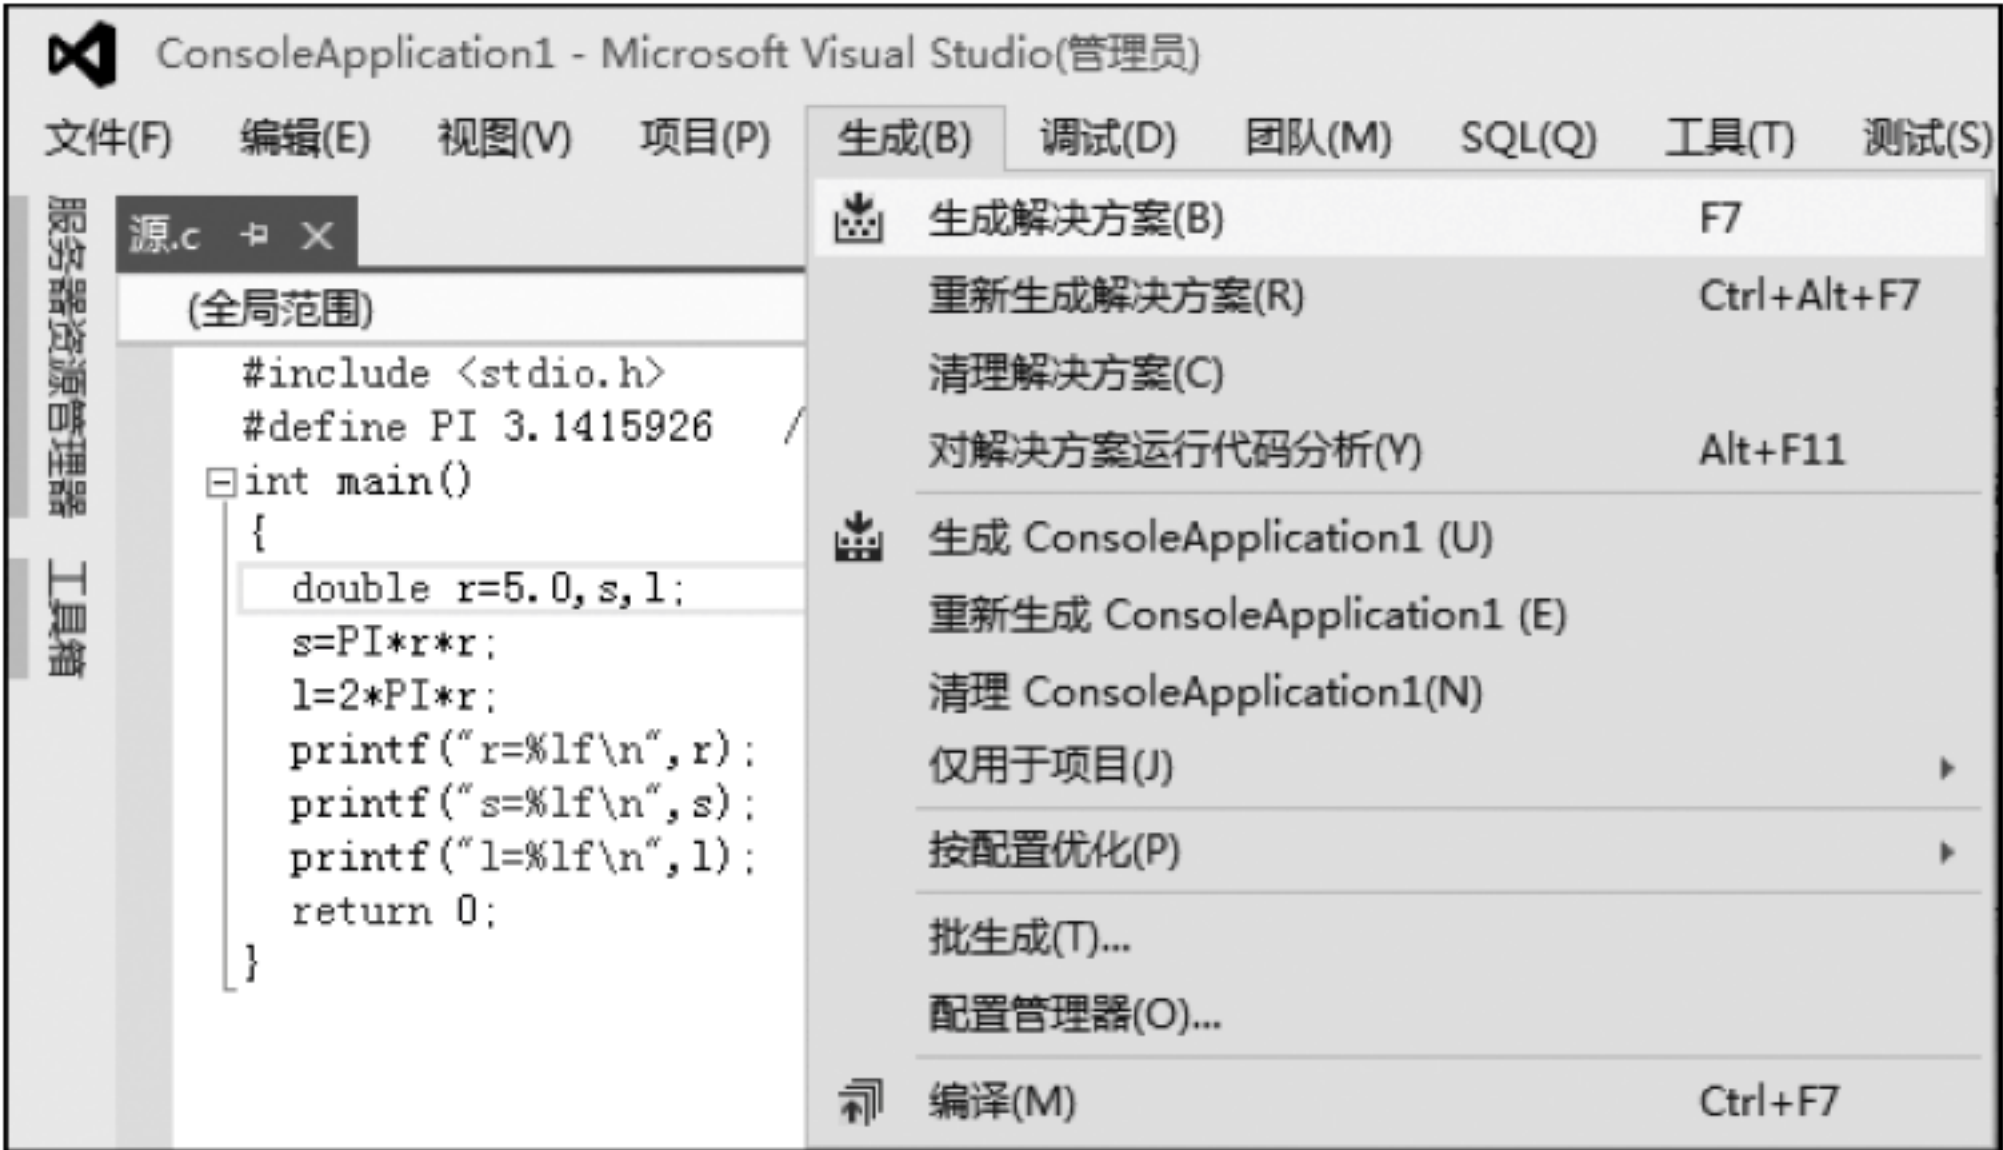 ConsoleApplication1 - Microsoft Visual Studio(管理员)
文件(F) 编辑(E) 视图(V) 项目(P) 生成(B) 调试(D) 团队(M) SQL(Q) 工具(T) 测试(S)
服务器资源管理器
工具箱
源.c
(全局范围)
#include <stdio.h>
#define PI 3.1415926 /
int main()
{
double r=5.0,s,l;
s=PI*r*r;
l=2*PI*r;
printf("r=%lf\n",r);
printf("s=%lf\n",s);
printf("l=%lf\n",l);
return 0;
}
生成解决方案(B) F7
重新生成解决方案(R) Ctrl+Alt+F7
清理解决方案(C)
对解决方案运行代码分析(Y) Alt+F11
生成 ConsoleApplication1 (U)
重新生成 ConsoleApplication1 (E)
清理 ConsoleApplication1(N)
仅用于项目(J)
按配置优化(P)
批生成(T)...
配置管理器(O)...
编译(M) Ctrl+F7